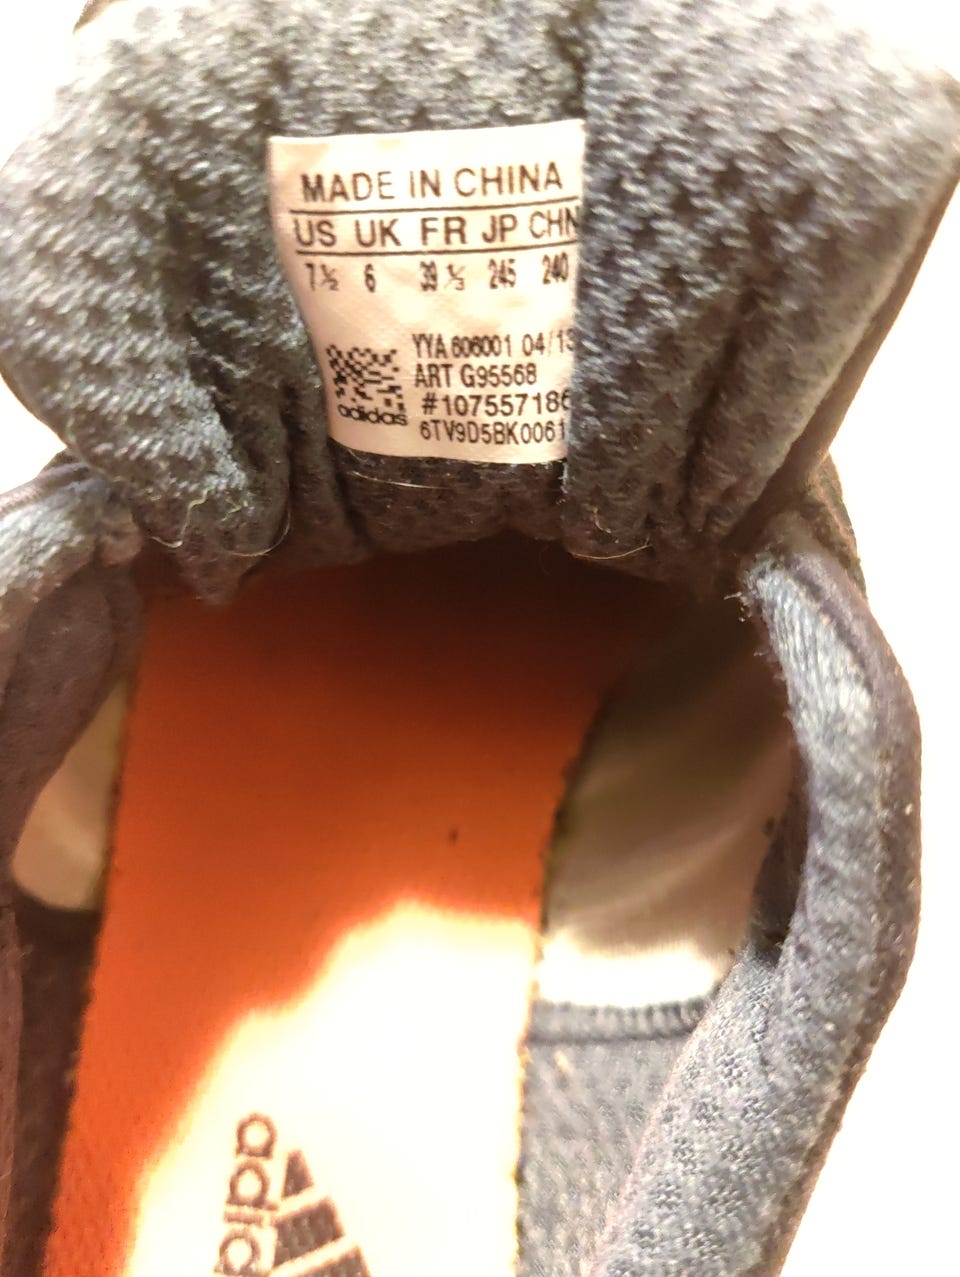 MADE IN CHINA
US UK FR JP CHN
7½ 6 39⅓ 245 240
YYA 606001 04/13
ART G95568
#107557186
6TV9D5BK0061
adidas
adidas